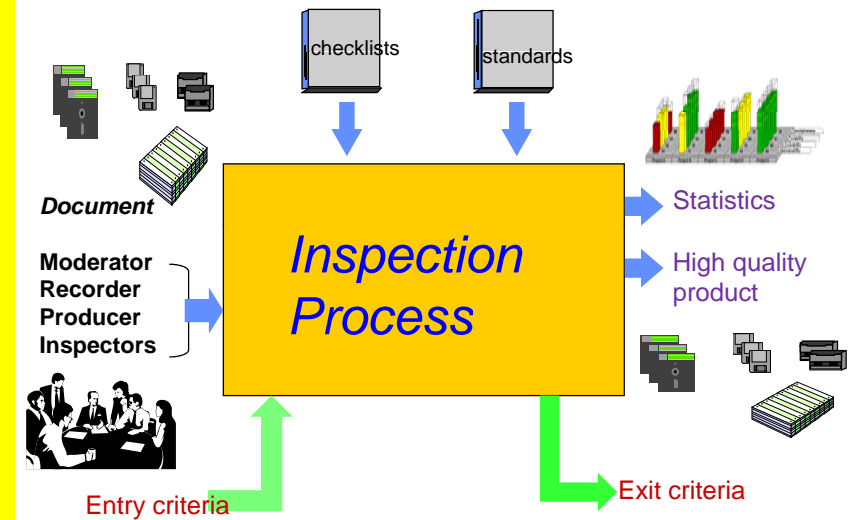 checklists
standards
Document
Moderator
Recorder
Producer
Inspectors
Inspection
Process
Statistics
High quality
product
Entry criteria
Exit criteria